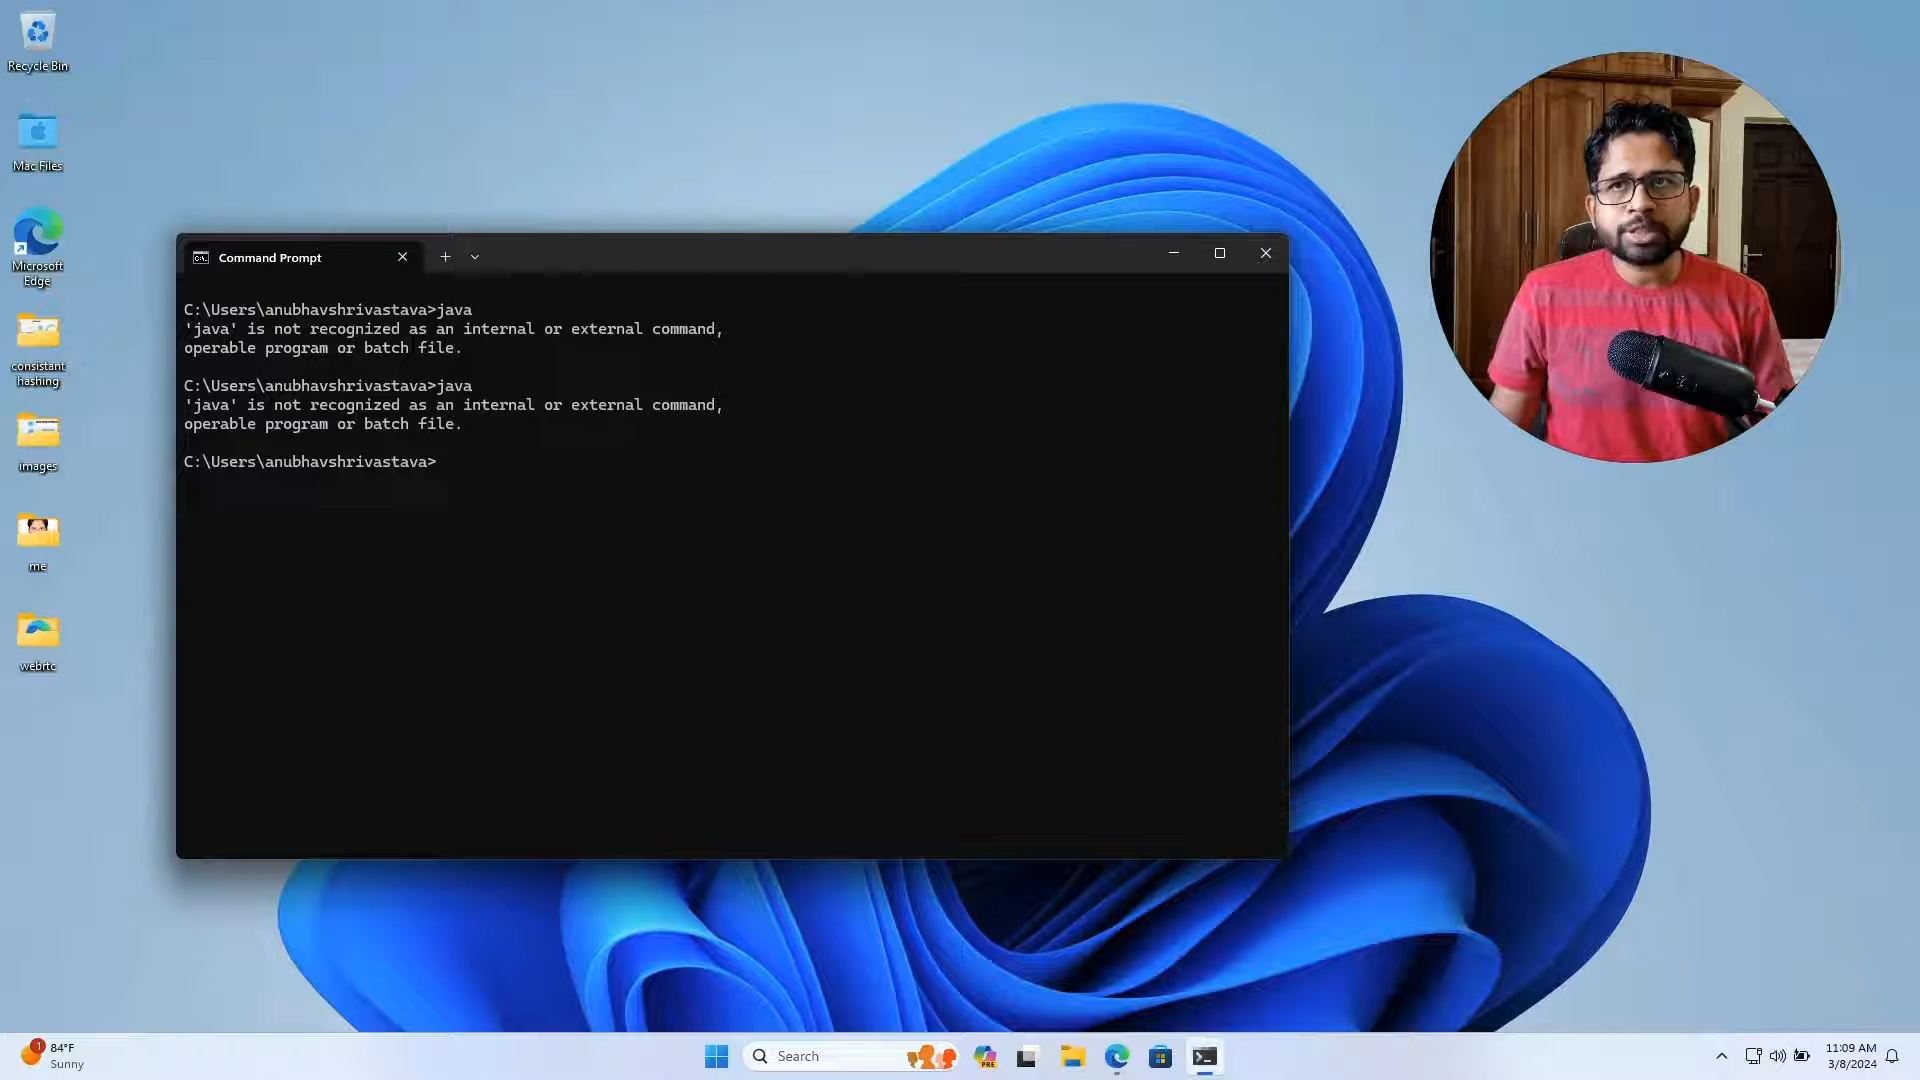 Recycle Bin
Mac Files
Microsoft
Edge
consistant
hashing
images
me
webrtc
Command Prompt
C:\Users\anubhavshrivastava>java
'java' is not recognized as an internal or external command,
operable program or batch file.
C:\Users\anubhavshrivastava>java
'java' is not recognized as an internal or external command,
operable program or batch file.
C:\Users\anubhavshrivastava>
1
84°F
Sunny
Search
PRE
11:09 AM
3/8/2024